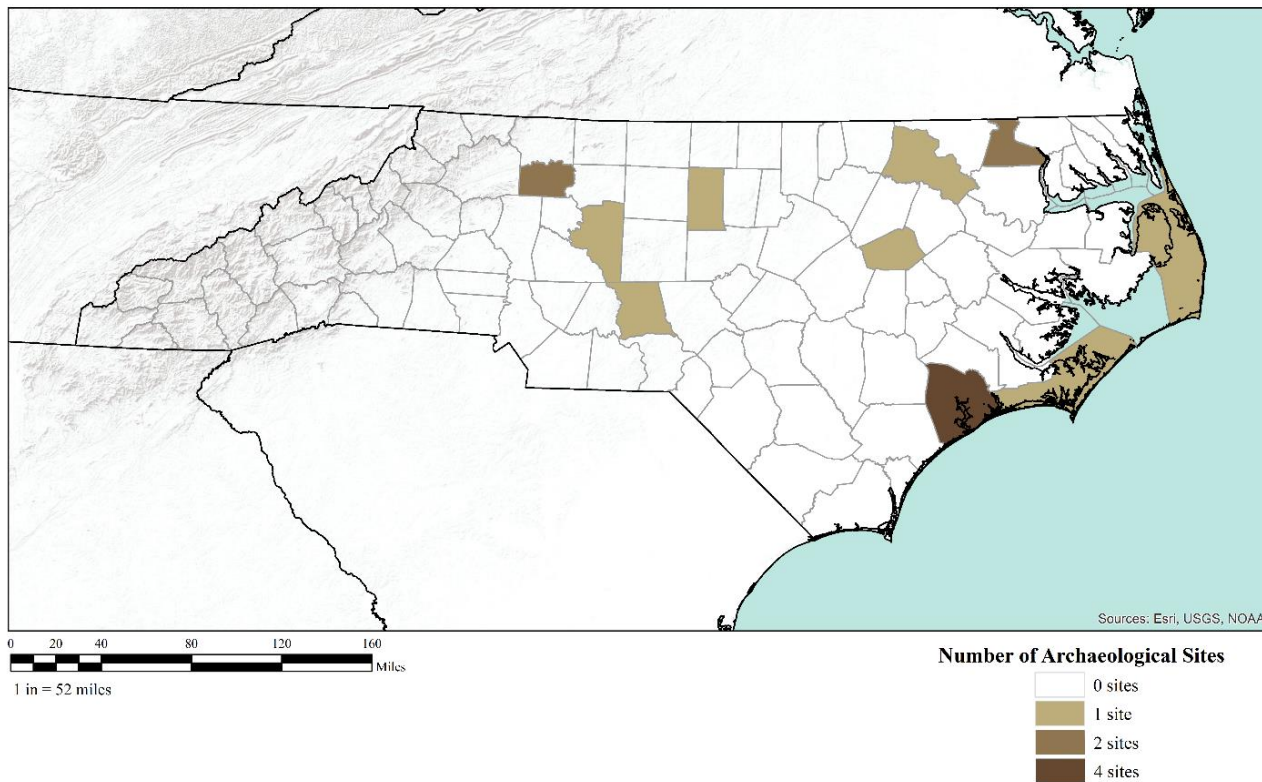 Sources: Esri, USGS, NOAA
0 20 40 80 120 160
Miles
1 in = 52 miles
Number of Archaeological Sites
0 sites
1 site
2 sites
4 sites